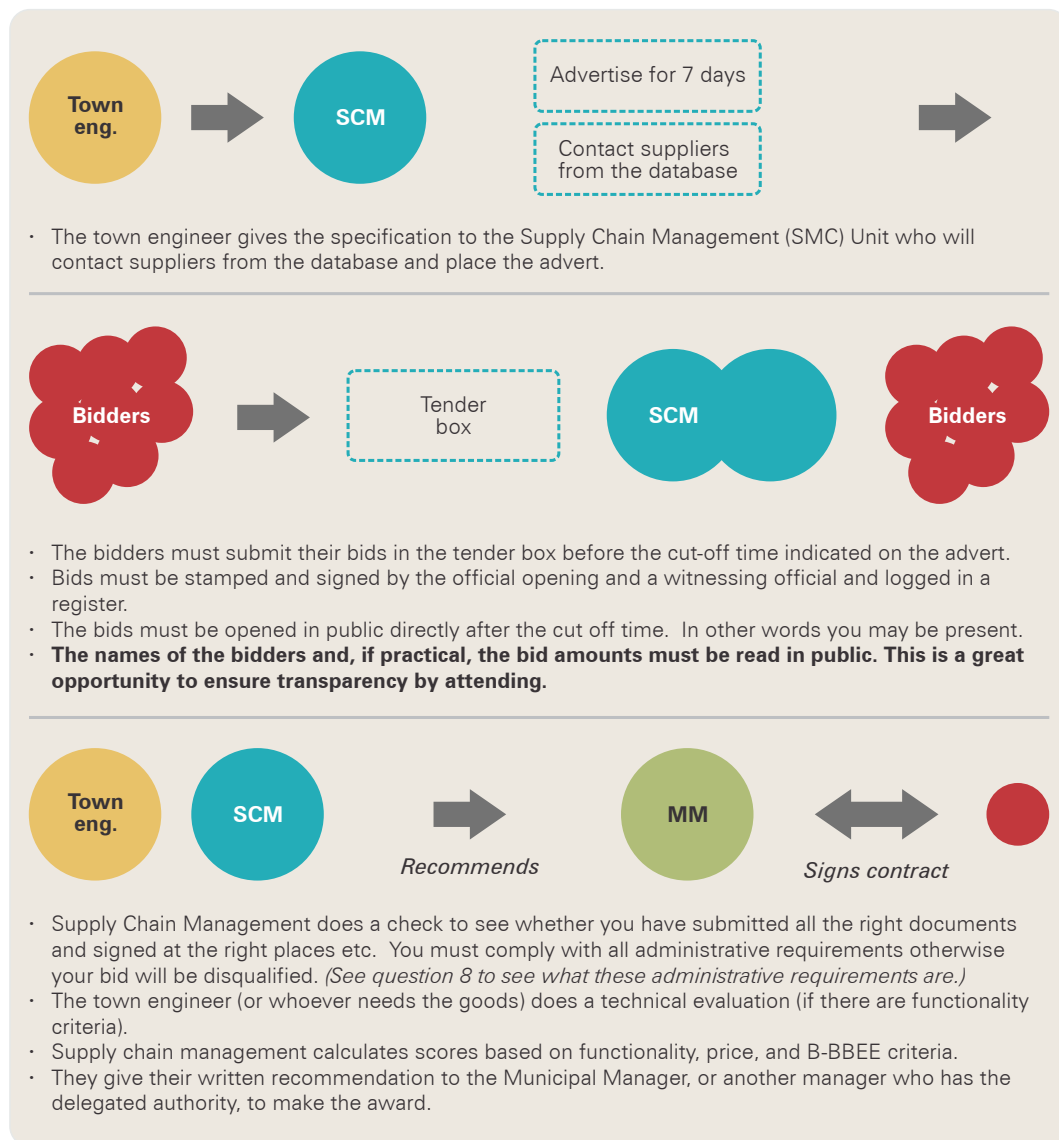 Town
eng.
SCM
Advertise for 7 days
Contact suppliers
from the database
· The town engineer gives the specification to the Supply Chain Management (SMC) Unit who will
contact suppliers from the database and place the advert.
Bidders
Tender
box
SCM
Bidders
· The bidders must submit their bids in the tender box before the cut-off time indicated on the advert.
· Bids must be stamped and signed by the official opening and a witnessing official and logged in a
register.
· The bids must be opened in public directly after the cut off time.  In other words you may be present.
· The names of the bidders and, if practical, the bid amounts must be read in public. This is a great
opportunity to ensure transparency by attending.
Town
eng.
SCM
Recommends
MM
Signs contract
· Supply Chain Management does a check to see whether you have submitted all the right documents
and signed at the right places etc.  You must comply with all administrative requirements otherwise
your bid will be disqualified. (See question 8 to see what these administrative requirements are.)
· The town engineer (or whoever needs the goods) does a technical evaluation (if there are functionality
criteria).
· Supply chain management calculates scores based on functionality, price, and B-BBEE criteria.
· They give their written recommendation to the Municipal Manager, or another manager who has the
delegated authority, to make the award.